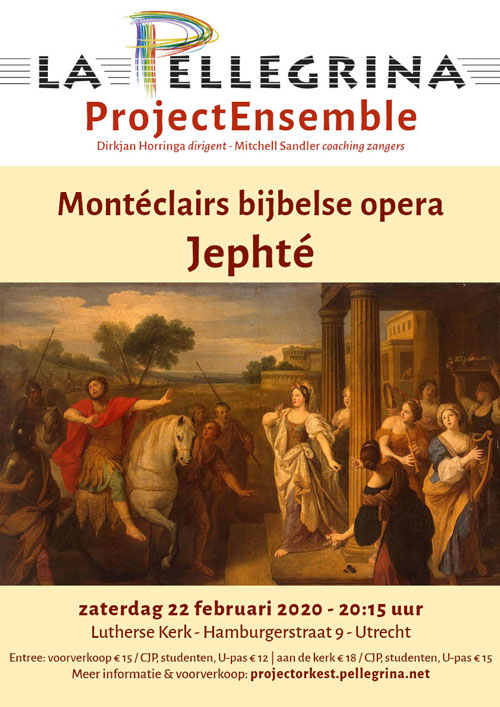 LA PELLEGRINA
ProjectEnsemble
Dirkjan Horringa dirigent - Mitchell Sandler coaching zangers
Montéclairs bijbelse opera
Jephté
zaterdag 22 februari 2020 - 20:15 uur
Lutherse Kerk - Hamburgerstraat 9 - Utrecht
Entree: voorverkoop € 15 / CJP, studenten, U-pas € 12 | aan de kerk € 18 / CJP, studenten, U-pas € 15
Meer informatie & voorverkoop: projectorkest.pellegrina.net